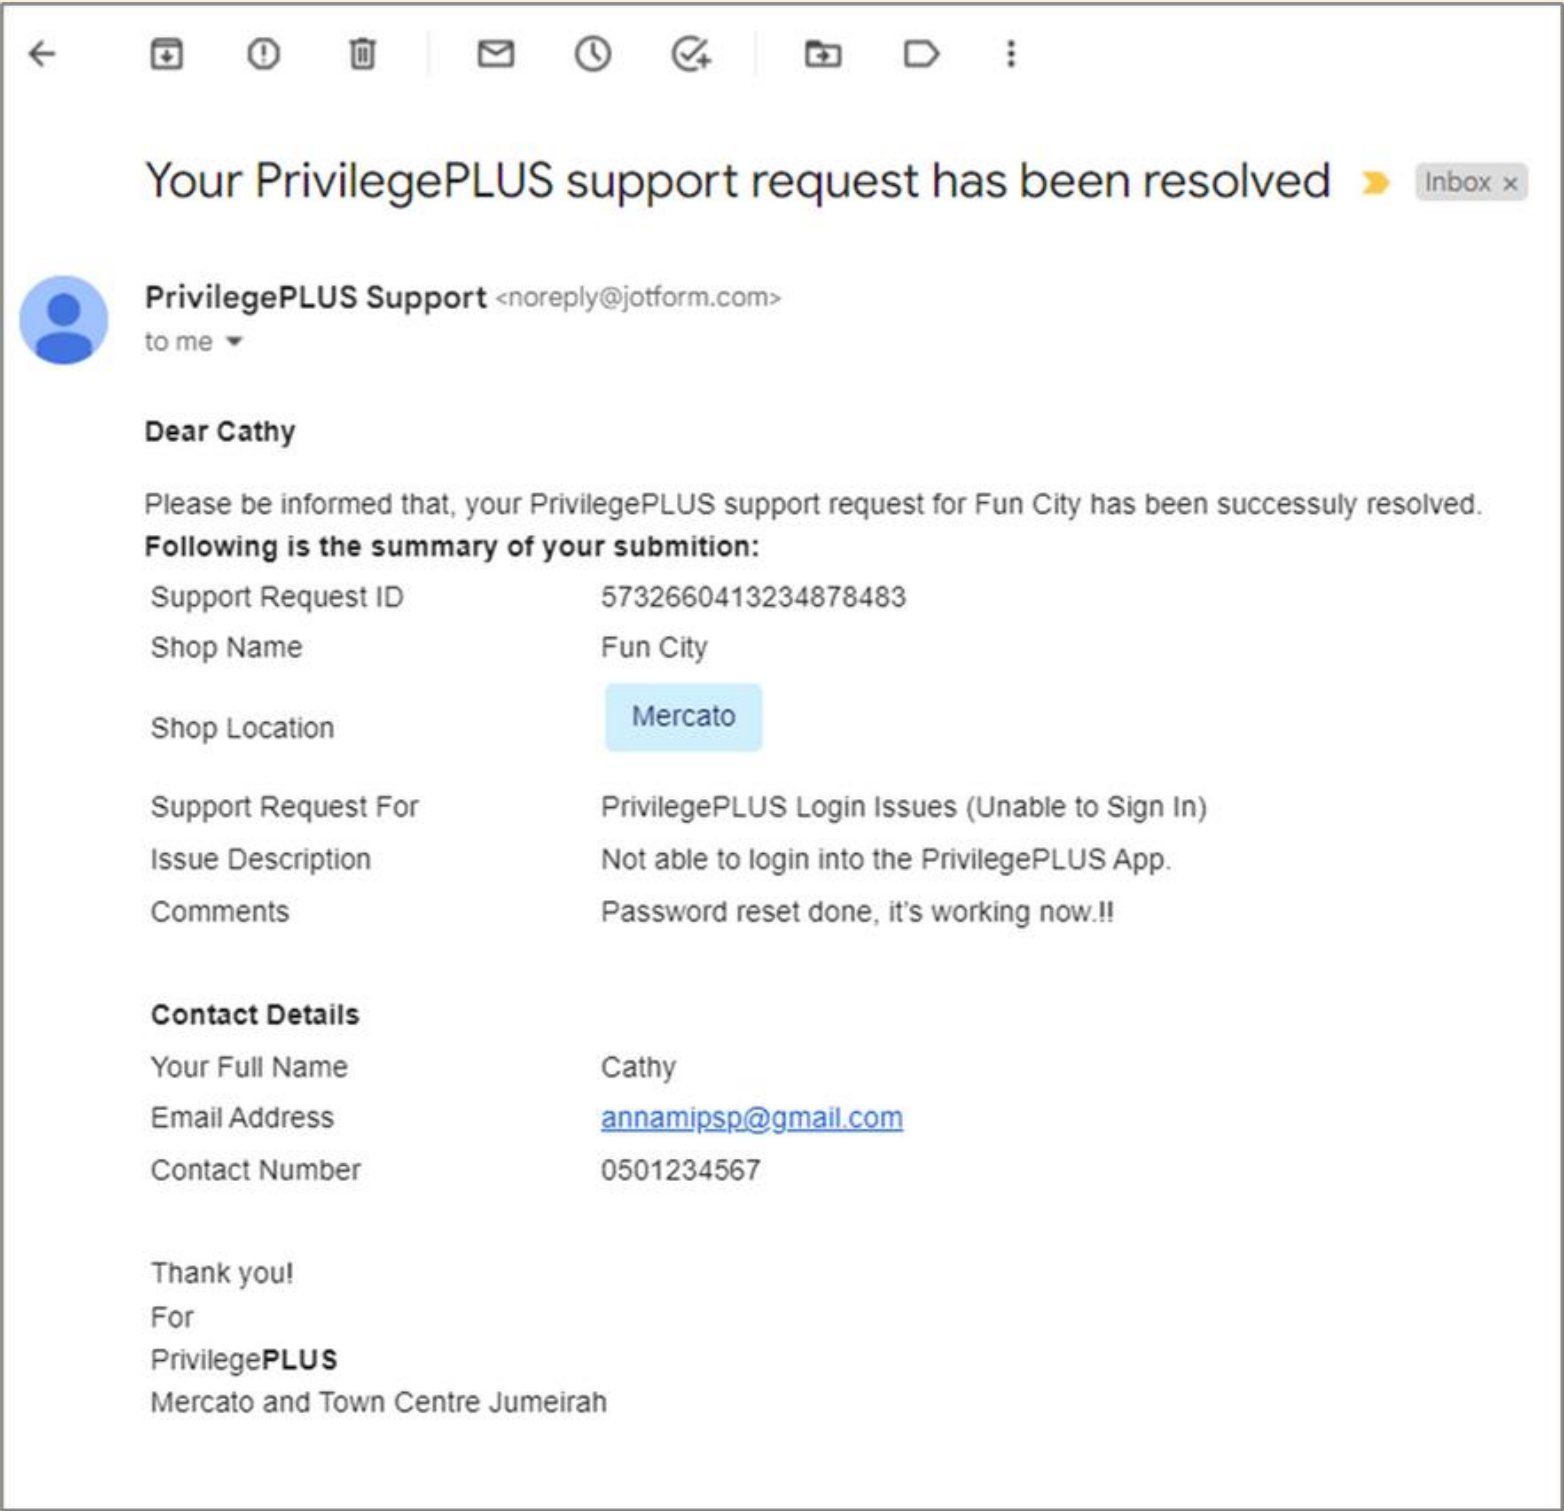 Your PrivilegePLUS support request has been resolved Inbox ×
PrivilegePLUS Support <noreply@jotform.com>
to me
Dear Cathy
Please be informed that, your PrivilegePLUS support request for Fun City has been successuly resolved.
Following is the summary of your submition:
Support Request ID 5732660413234878483
Shop Name Fun City
Shop Location Mercato
Support Request For PrivilegePLUS Login Issues (Unable to Sign In)
Issue Description Not able to login into the PrivilegePLUS App.
Comments Password reset done, it's working now.!!
Contact Details
Your Full Name Cathy
Email Address annamipsp@gmail.com
Contact Number 0501234567
Thank you!
For
PrivilegePLUS
Mercato and Town Centre Jumeirah